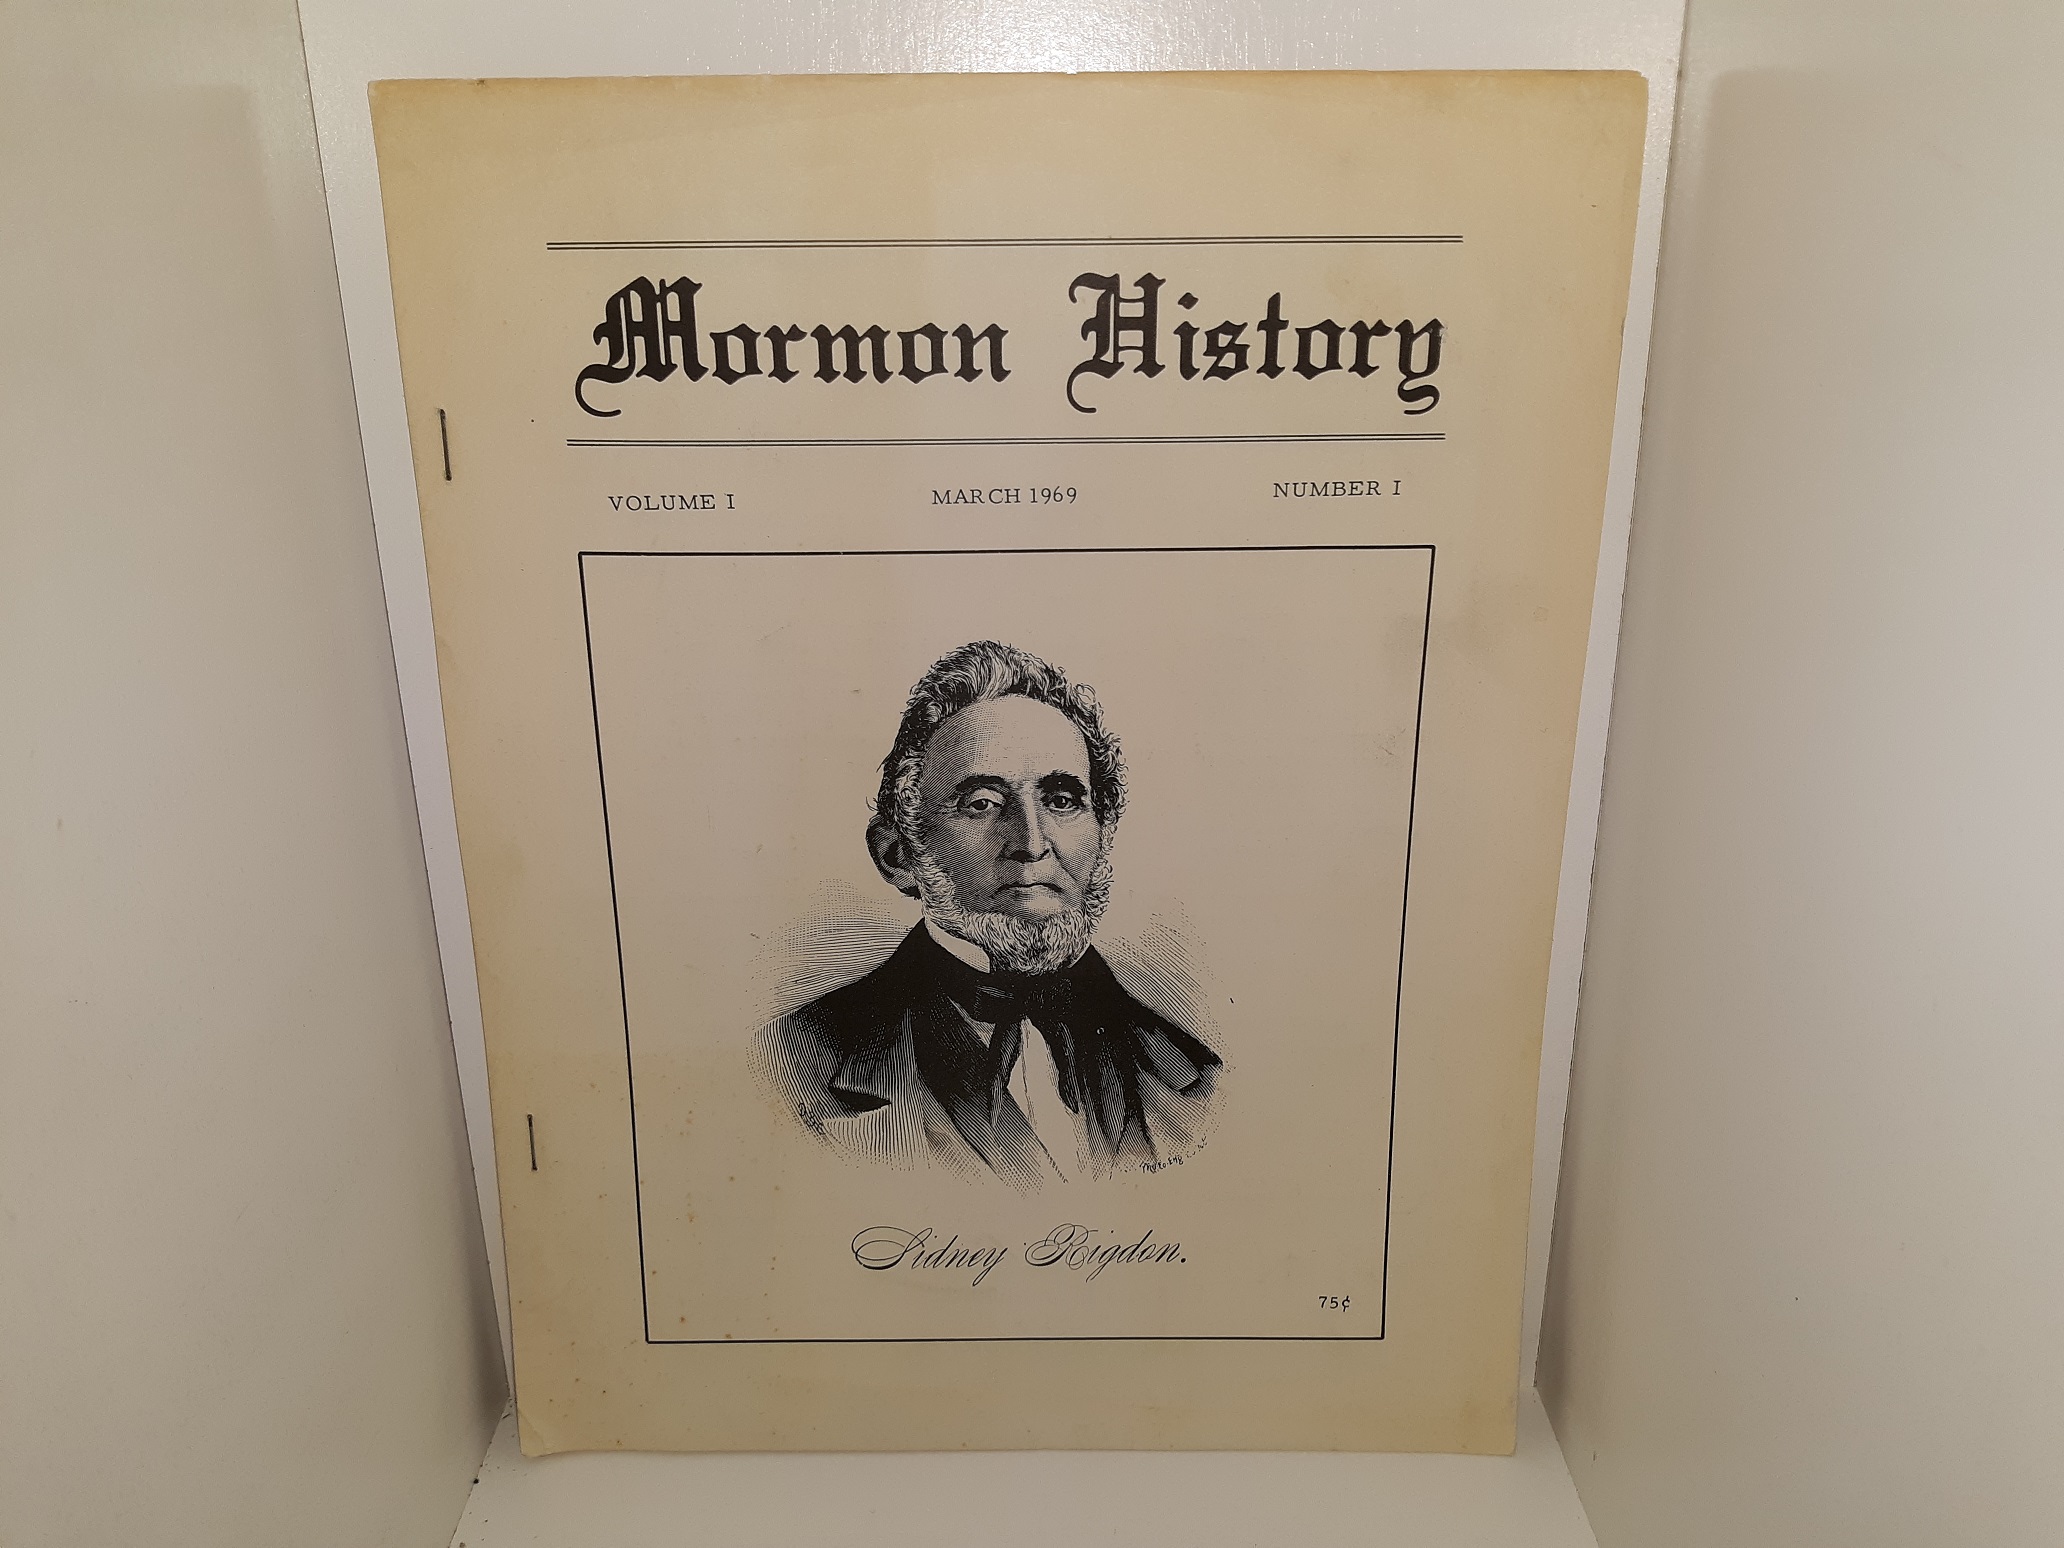 Mormon History
VOLUME I MARCH 1969 NUMBER I
Sidney Rigdon.
75¢